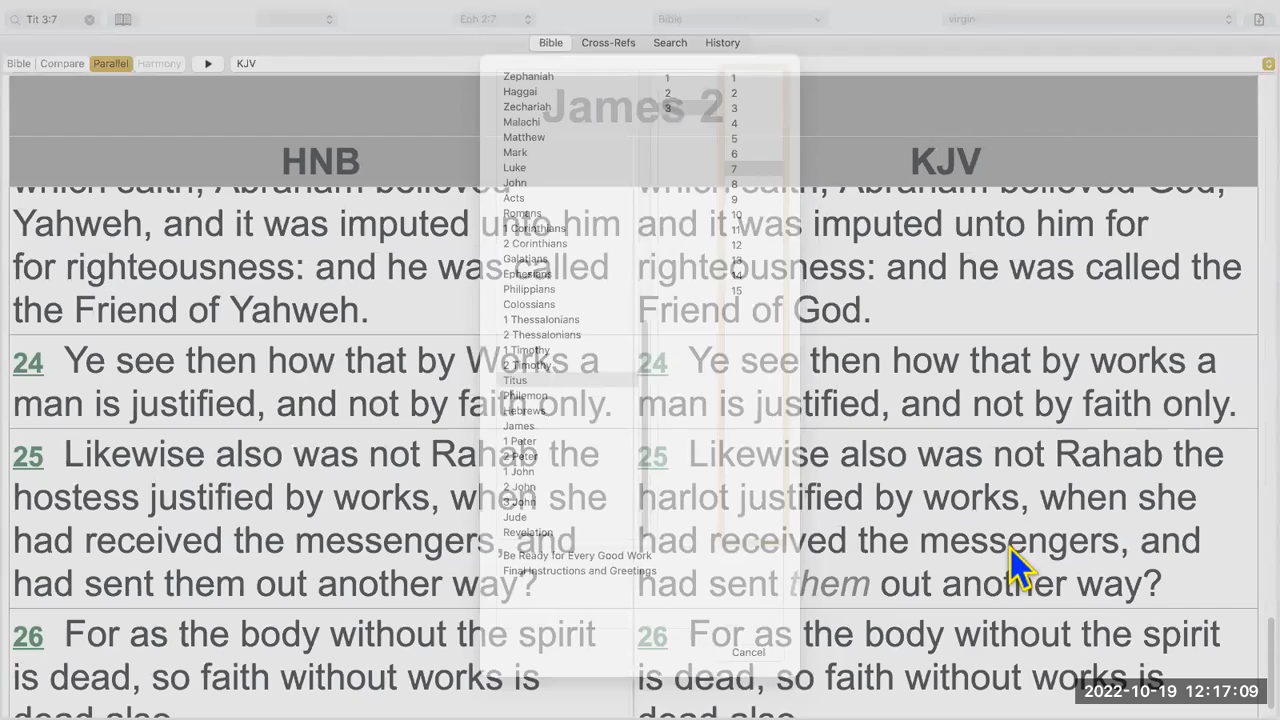 Tit 3:7
Eph 2:7
Bible
virgin
Bible Cross-Refs Search History
Bible Compare Parallel Harmony KJV
James 2
HNB KJV
which saith, Abraham believed
Yahweh, and it was imputed unto him
for righteousness: and he was called
the Friend of Yahweh.
24 Ye see then how that by Works a
man is justified, and not by faith only.
25 Likewise also was not Rahab the
hostess justified by works, when she
had received the messengers, and
had sent them out another way?
26 For as the body without the spirit
is dead, so faith without works is
dead also.
which saith, Abraham believed God,
and it was imputed unto him for
righteousness: and he was called the
Friend of God.
24 Ye see then how that by works a
man is justified, and not by faith only.
25 Likewise also was not Rahab the
harlot justified by works, when she
had received the messengers, and
had sent them out another way?
26 For as the body without the spirit
is dead, so faith without works is
Zephaniah
Haggai
Zechariah
Malachi
Matthew
Mark
Luke
John
Acts
Romans
1 Corinthians
2 Corinthians
Galatians
Ephesians
Philippians
Colossians
1 Thessalonians
2 Thessalonians
1 Timothy
2 Timothy
Titus
Philemon
Hebrews
James
1 Peter
2 Peter
1 John
2 John
3 John
Jude
Revelation
1
2
3
1
2
3
4
5
6
7
8
9
10
11
12
13
14
15
Be Ready for Every Good Work
Final Instructions and Greetings
Cancel
2022-10-19 12:17:09